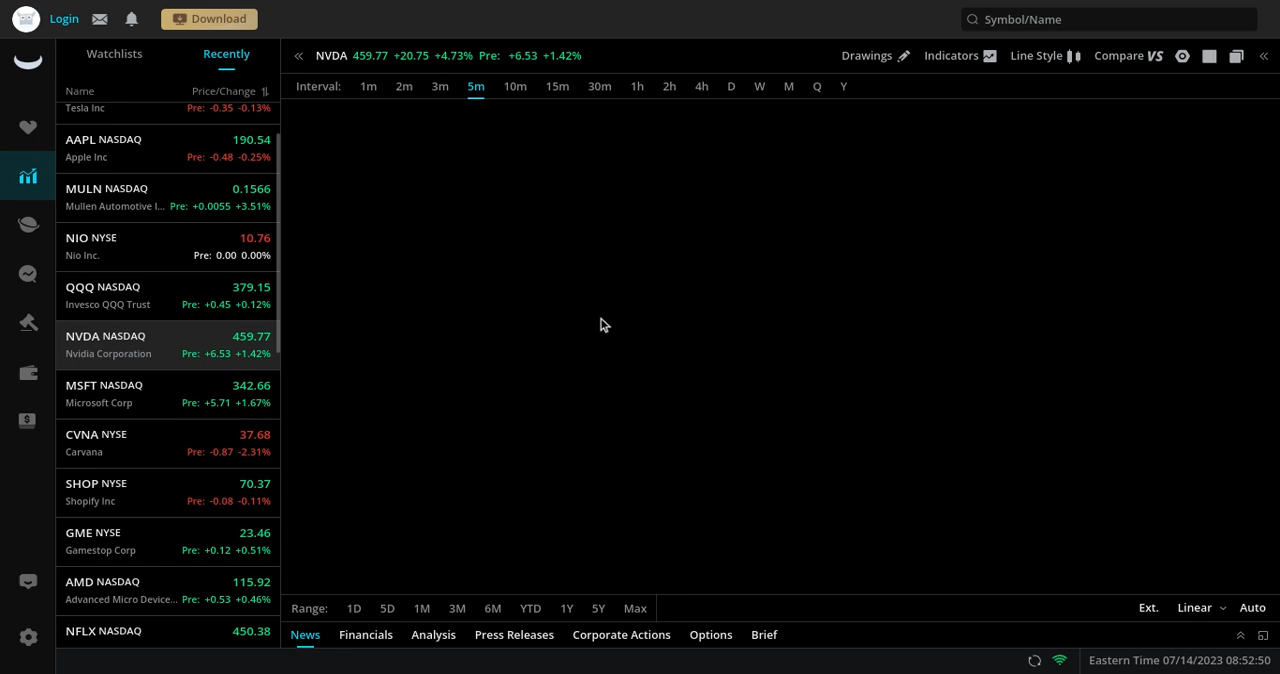 Login
Download
Symbol/Name
Watchlists Recently
Name Price/Change
Tesla Inc Pre: -0.35 -0.13%
AAPL NASDAQ 190.54
Apple Inc Pre: -0.48 -0.25%
MULN NASDAQ 0.1566
Mullen Automotive I... Pre: +0.0055 +3.51%
NIO NYSE 10.76
Nio Inc. Pre: 0.00 0.00%
QQQ NASDAQ 379.15
Invesco QQQ Trust Pre: +0.45 +0.12%
NVDA NASDAQ 459.77
Nvidia Corporation Pre: +6.53 +1.42%
MSFT NASDAQ 342.66
Microsoft Corp Pre: +5.71 +1.67%
CVNA NYSE 37.68
Carvana Pre: -0.87 -2.31%
SHOP NYSE 70.37
Shopify Inc Pre: -0.08 -0.11%
GME NYSE 23.46
Gamestop Corp Pre: +0.12 +0.51%
AMD NASDAQ 115.92
Advanced Micro Device... Pre: +0.53 +0.46%
NFLX NASDAQ 450.38
NVDA 459.77 +20.75 +4.73% Pre: +6.53 +1.42%
Drawings Indicators Line Style Compare VS
Interval: 1m 2m 3m 5m 10m 15m 30m 1h 2h 4h D W M Q Y
Range: 1D 5D 1M 3M 6M YTD 1Y 5Y Max
Ext. Linear Auto
News Financials Analysis Press Releases Corporate Actions Options Brief
Eastern Time 07/14/2023 08:52:50